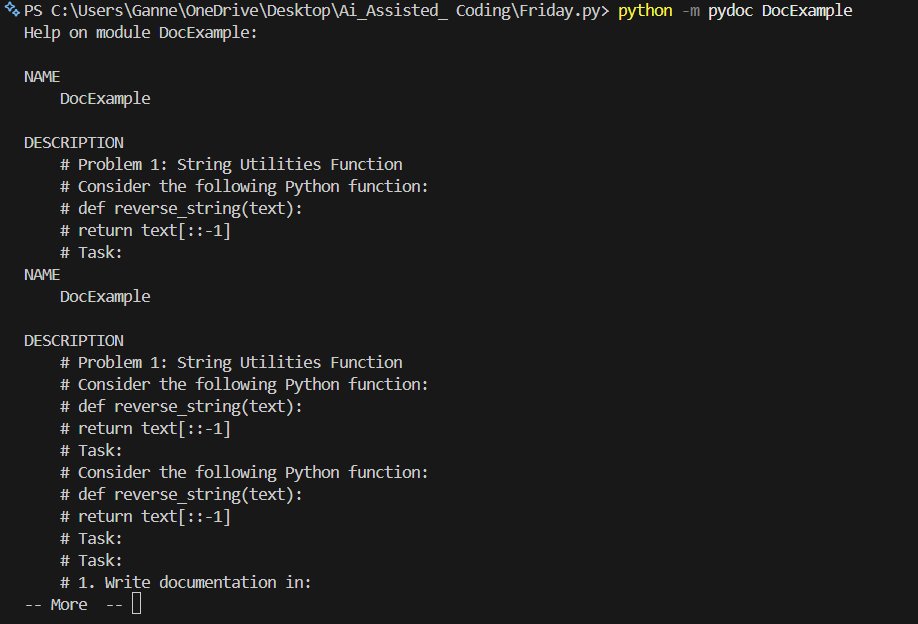 PS C:\Users\Ganne\OneDrive\Desktop\Ai_Assisted_ Coding\Friday.py> python -m pydoc DocExample
Help on module DocExample:

NAME
    DocExample

DESCRIPTION
    # Problem 1: String Utilities Function
    # Consider the following Python function:
    # def reverse_string(text):
    # return text[::-1]
    # Task:
NAME
    DocExample

DESCRIPTION
    # Problem 1: String Utilities Function
    # Consider the following Python function:
    # def reverse_string(text):
    # return text[::-1]
    # Task:
    # Consider the following Python function:
    # def reverse_string(text):
    # return text[::-1]
    # Task:
    # Task:
    # 1. Write documentation in:
-- More  --